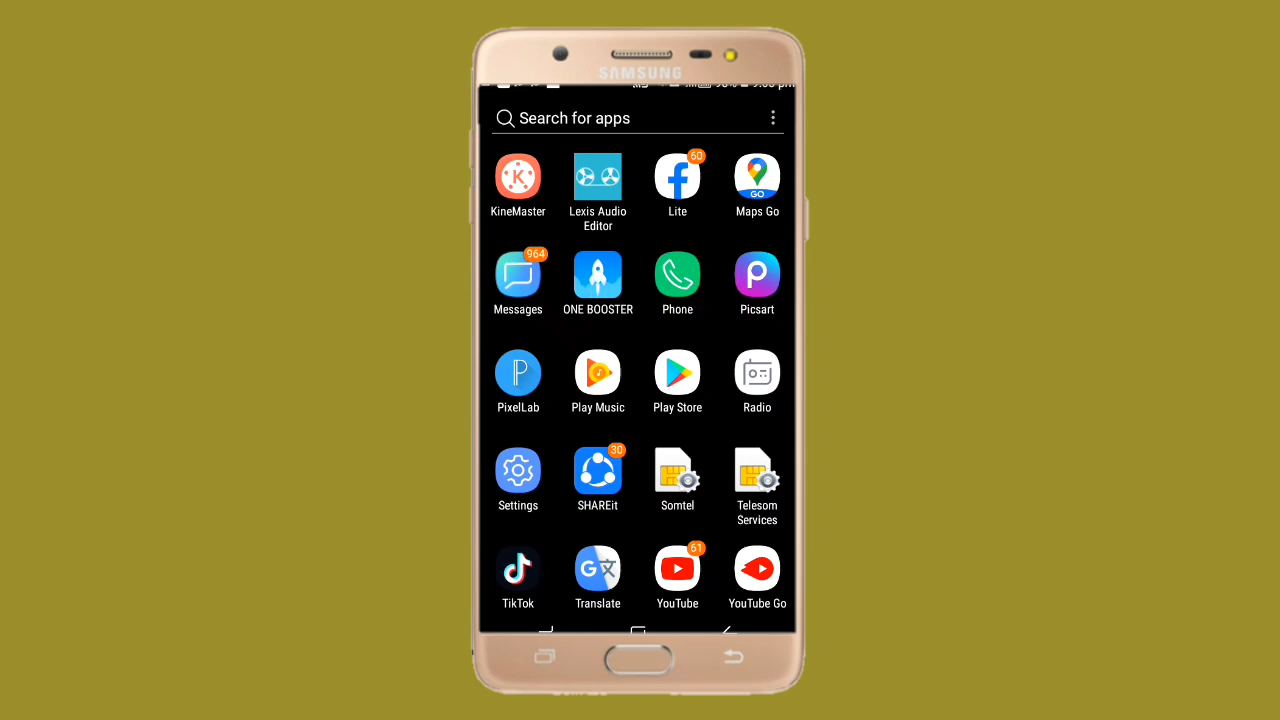 SAMSUNG
Search for apps
60
KineMaster
Lexis Audio
Editor
Lite
Maps Go
GO
964
Messages
ONE BOOSTER
Phone
Picsart
PixelLab
Play Music
Play Store
Radio
30
Settings
SHAREit
Somtel
Telesom
Services
61
TikTok
Translate
YouTube
YouTube Go